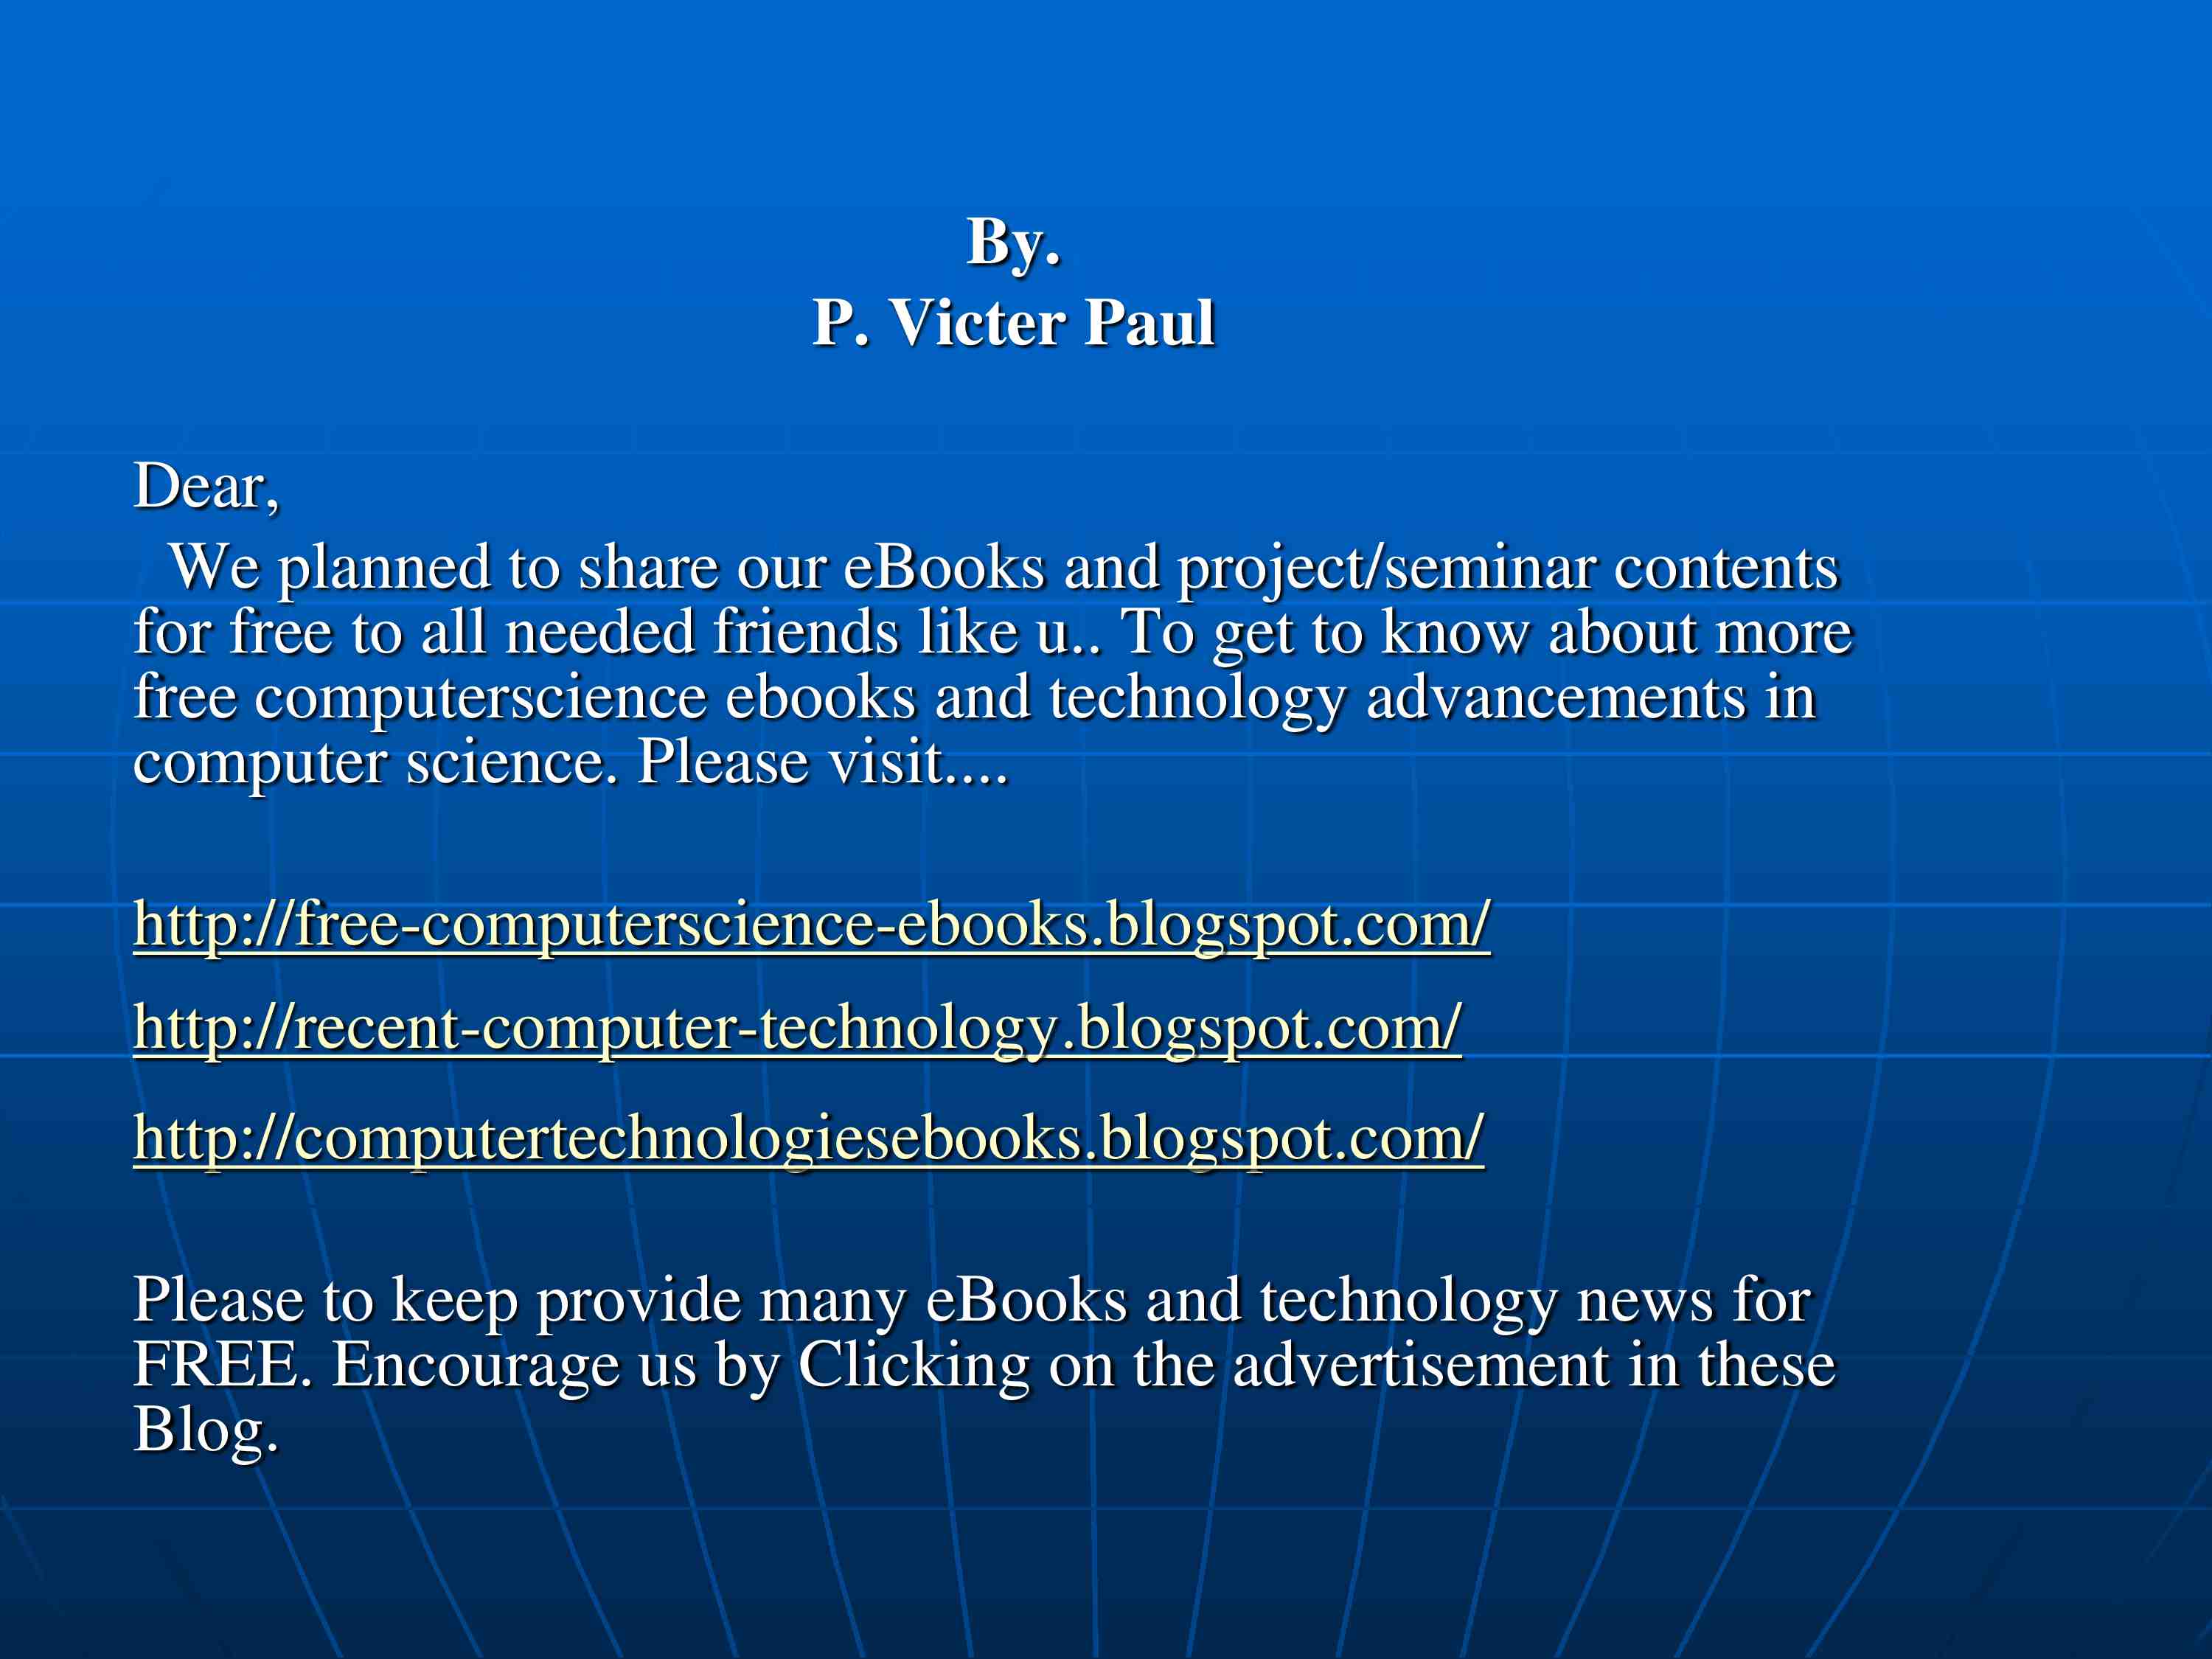 By.
P. Victer Paul
Dear,
We planned to share our eBooks and project/seminar contents
for free to all needed friends like u.. To get to know about more
free computerscience ebooks and technology advancements in
computer science. Please visit....
http://free-computerscience-ebooks.blogspot.com/
http://recent-computer-technology.blogspot.com/
http://computertechnologiesebooks.blogspot.com/
Please to keep provide many eBooks and technology news for
FREE. Encourage us by Clicking on the advertisement in these
Blog.